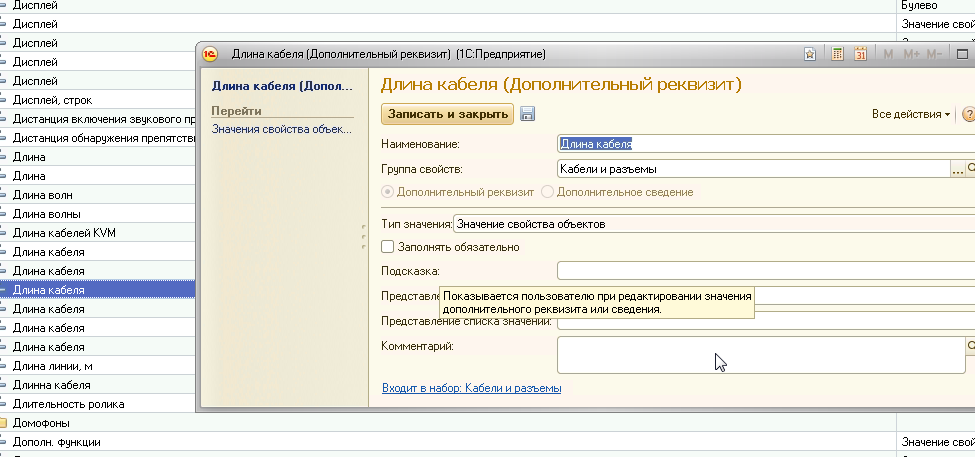 Дисплей
Булево
Дисплей
Значение свой
Дисплей
Дисплей
Дисплей
Дисплей, строк
Дистанция включения звукового пр
Дистанция обнаружения препятстви
Длина
Длина
Длина волн
Длина волны
Длина кабелей KVM
Длина кабеля
Длина кабеля
Длина кабеля
Длина кабеля
Длина кабеля
Длина кабеля
Длина линии, м
Длинна кабеля
Длительность ролика
Домофоны
Дополн. функции
Значение свой
Длина кабеля (Дополнительный реквизит) (1С:Предприятие)
M M+ M-
Длина кабеля (Допол...
Перейти
Значения свойства объек...
Длина кабеля (Дополнительный реквизит)
Записать и закрыть
Все действия
Наименование: Длина кабеля
Группа свойств: Кабели и разъемы
Дополнительный реквизит Дополнительное сведение
Тип значения: Значение свойства объектов
Заполнять обязательно
Подсказка:
Представле
Показывается пользователю при редактировании значения
дополнительного реквизита или сведения.
Представление списка значений:
Комментарий:
Входит в набор: Кабели и разъемы